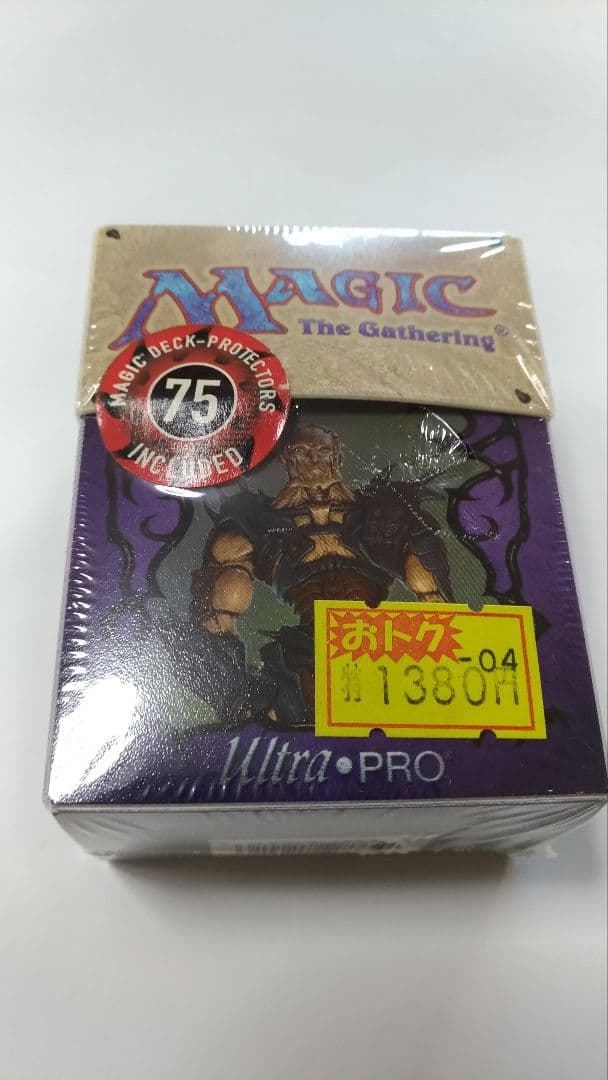 MAGIC
The Gathering®
MAGIC DECK-PROTECTORS
75
INCLUDED
おトク
-04
1380円
Ultra•PRO®